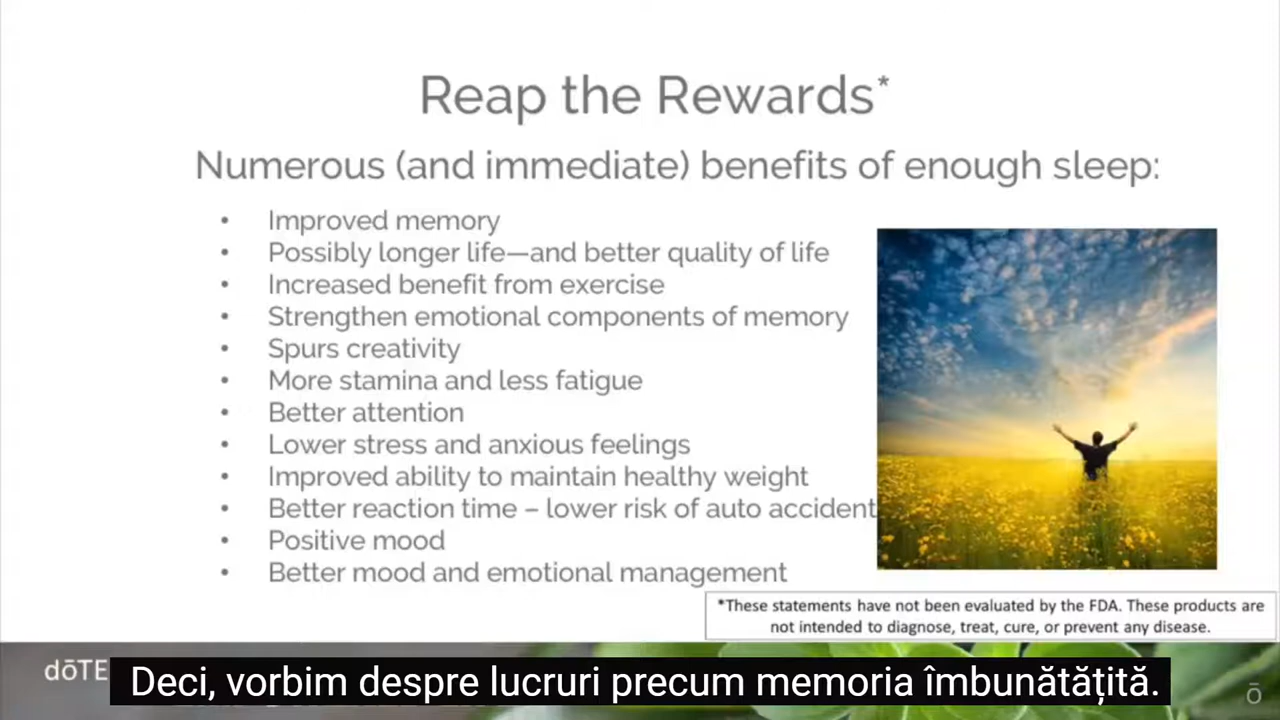 Reap the Rewards*
Numerous (and immediate) benefits of enough sleep:
• Improved memory
• Possibly longer life—and better quality of life
• Increased benefit from exercise
• Strengthen emotional components of memory
• Spurs creativity
• More stamina and less fatigue
• Better attention
• Lower stress and anxious feelings
• Improved ability to maintain healthy weight
• Better reaction time – lower risk of auto accident
• Positive mood
• Better mood and emotional management
*These statements have not been evaluated by the FDA. These products are
not intended to diagnose, treat, cure, or prevent any disease.
dōTE
Deci, vorbim despre lucruri precum memoria îmbunătățită.
ō